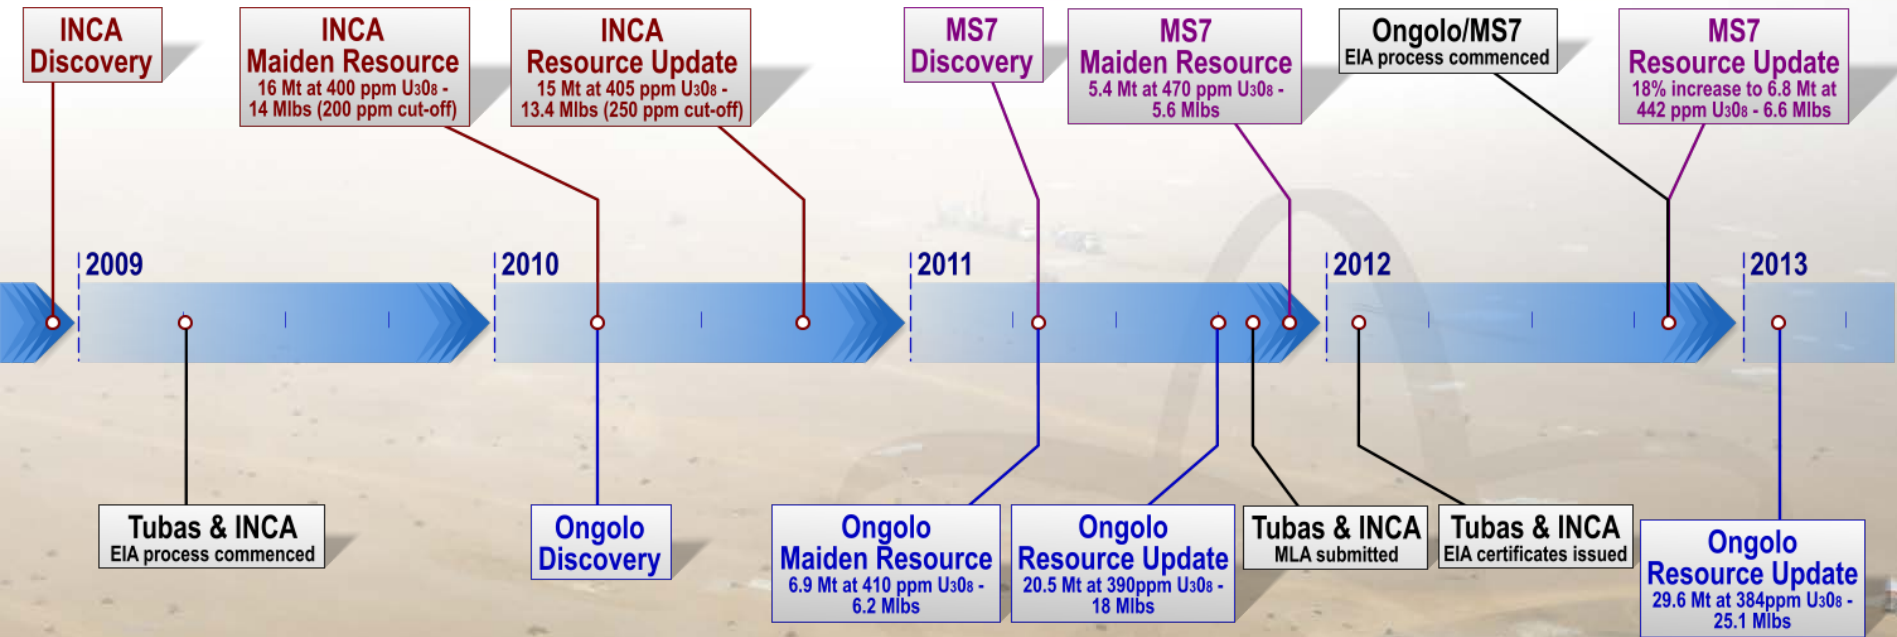 INCA
Discovery
INCA
Maiden Resource
16 Mt at 400 ppm U3O8 -
14 Mlbs (200 ppm cut-off)
INCA
Resource Update
15 Mt at 405 ppm U3O8 -
13.4 Mlbs (250 ppm cut-off)
MS7
Discovery
MS7
Maiden Resource
5.4 Mt at 470 ppm U3O8 -
5.6 Mlbs
Ongolo/MS7
EIA process commenced
MS7
Resource Update
18% increase to 6.8 Mt at
442 ppm U3O8 - 6.6 Mlbs
2009
2010
2011
2012
2013
Tubas & INCA
EIA process commenced
Ongolo
Discovery
Ongolo
Maiden Resource
6.9 Mt at 410 ppm U3O8 -
6.2 Mlbs
Ongolo
Resource Update
20.5 Mt at 390ppm U3O8 -
18 Mlbs
Tubas & INCA
MLA submitted
Tubas & INCA
EIA certificates issued
Ongolo
Resource Update
29.6 Mt at 384ppm U3O8 -
25.1 Mlbs